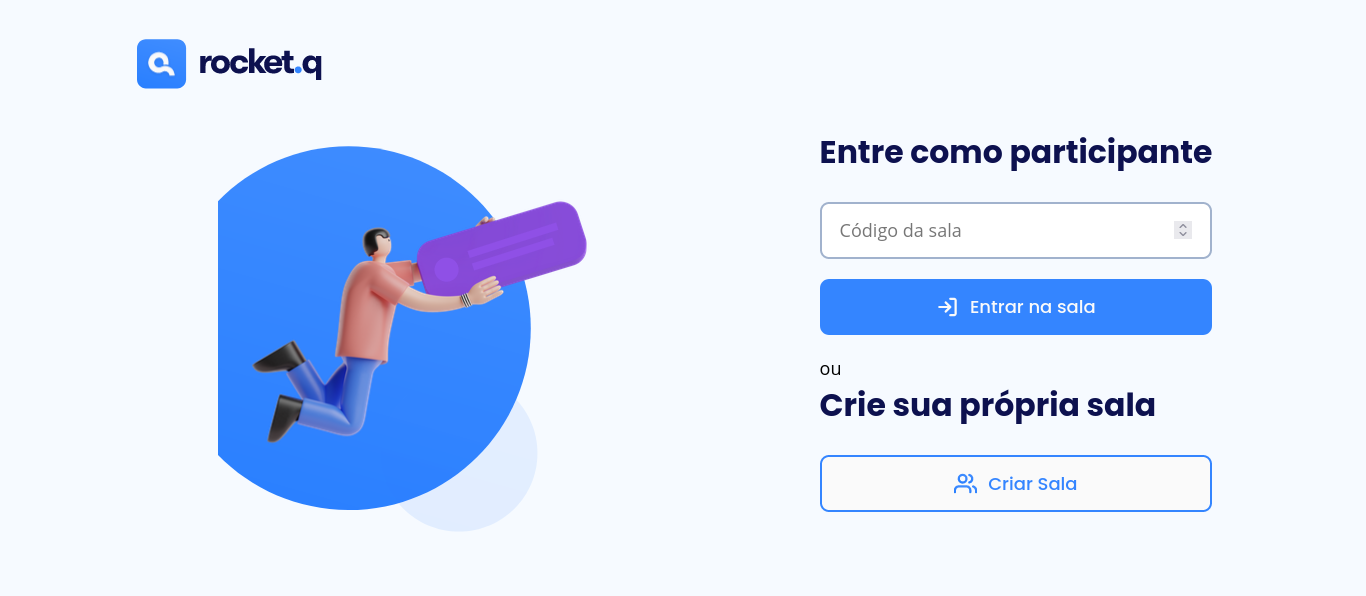 rocket.q
Entre como participante
Código da sala
Entrar na sala
ou
Crie sua própria sala
Criar Sala